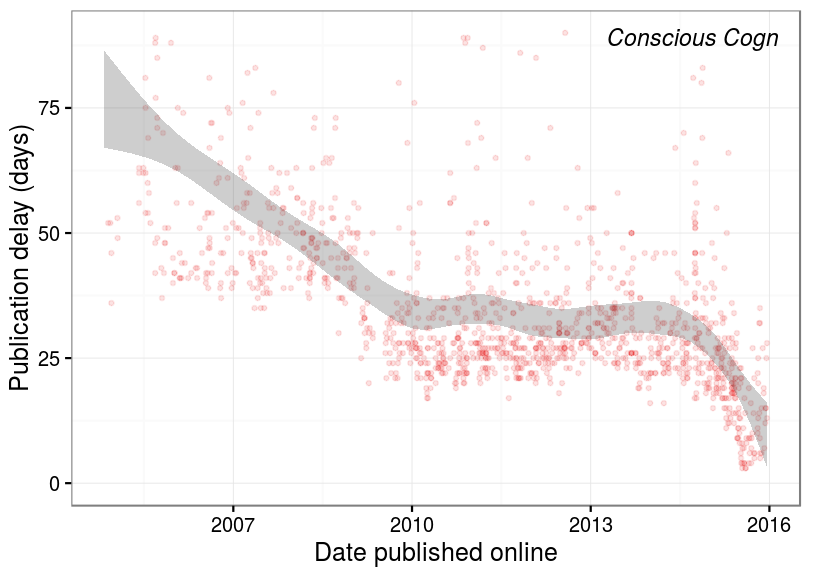 Conscious Cogn
Publication delay (days)
75
50
25
0
2007 2010 2013 2016
Date published online